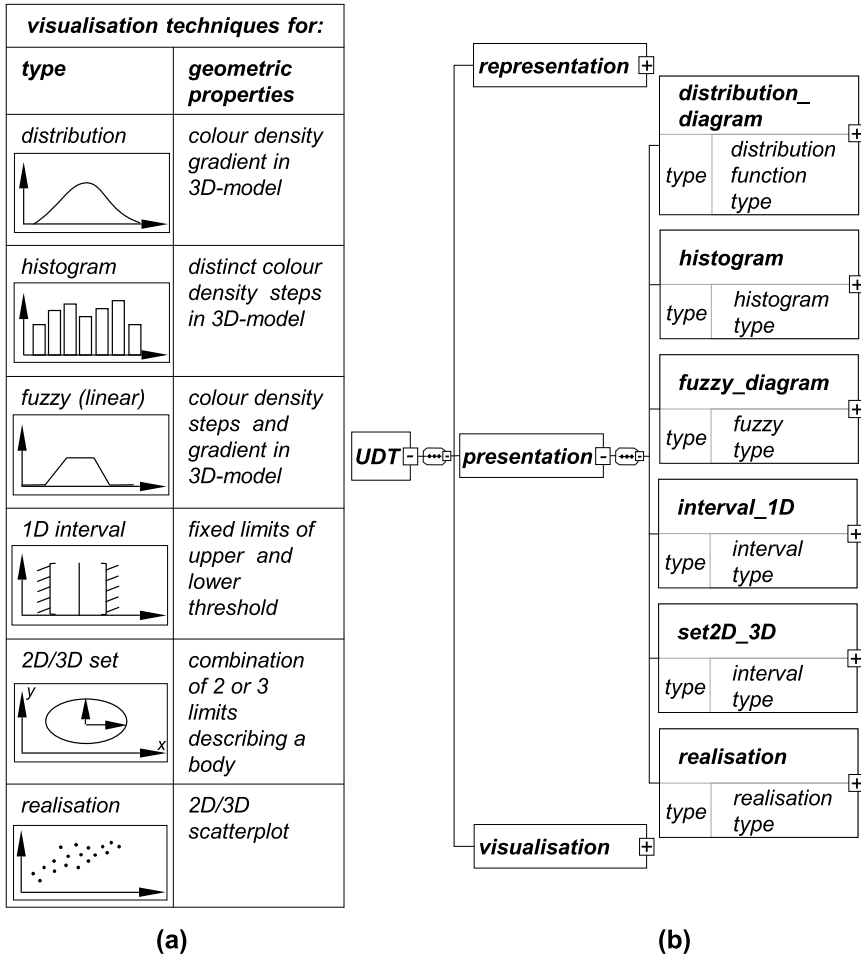 visualisation techniques for:
type
geometric
properties
distribution
colour density
gradient in
3D-model
histogram
distinct colour
density steps
in 3D-model
fuzzy (linear)
colour density
steps and
gradient in
3D-model
1D interval
fixed limits of
upper and
lower
threshold
2D/3D set
y
x
combination
of 2 or 3
limits
describing a
body
realisation
2D/3D
scatterplot
(a)
UDT
representation
presentation
visualisation
distribution_
diagram
type
distribution
function
type
histogram
type
histogram
type
fuzzy_diagram
type
fuzzy
type
interval_1D
type
interval
type
set2D_3D
type
interval
type
realisation
type
realisation
type
(b)